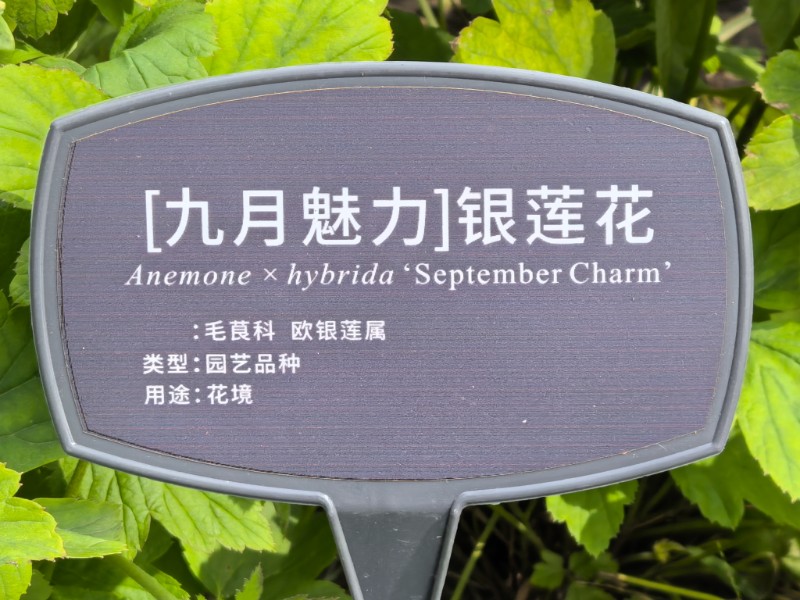 [九月魅力]银莲花
Anemone × hybrida ‘September Charm’
:毛茛科 欧银莲属
类型:园艺品种
用途:花境